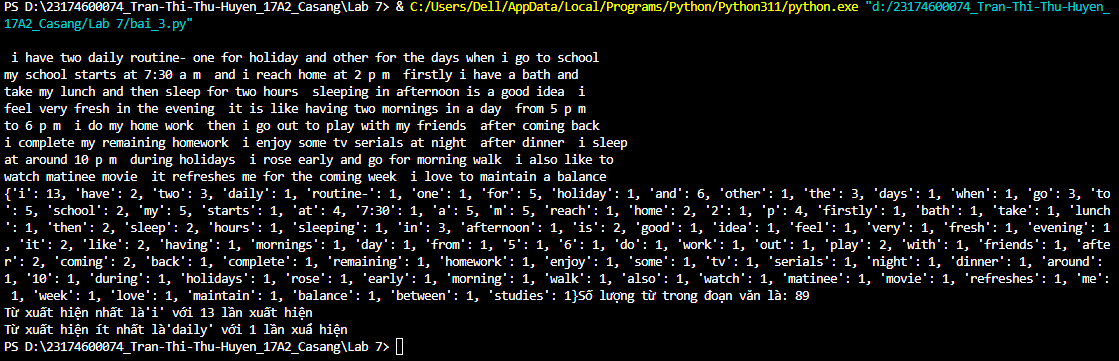 PS D:\23174600074_Tran-Thi-Thu-Huyen_17A2_Casang\Lab 7> & C:/Users/Dell/AppData/Local/Programs/Python/Python311/python.exe "d:/23174600074_Tran-Thi-Thu-Huyen_
17A2_Casang/Lab 7/bai_3.py"
i have two daily routine- one for holiday and other for the days when i go to school
my school starts at 7:30 a m  and i reach home at 2 p m  firstly i have a bath and
take my lunch and then sleep for two hours  sleeping in afternoon is a good idea  i
feel very fresh in the evening  it is like having two mornings in a day  from 5 p m
to 6 p m  i do my home work  then i go out to play with my friends  after coming back
i complete my remaining homework  i enjoy some tv serials at night  after dinner  i sleep
at around 10 p m  during holidays  i rose early and go for morning walk  i also like to
watch matinee movie  it refreshes me for the coming week  i love to maintain a balance
{'i': 13, 'have': 2, 'two': 3, 'daily': 1, 'routine-': 1, 'one': 1, 'for': 5, 'holiday': 1, 'and': 6, 'other': 1, 'the': 3, 'days': 1, 'when': 1, 'go': 3, 'to
': 5, 'school': 2, 'my': 5, 'starts': 1, 'at': 4, '7:30': 1, 'a': 5, 'm': 5, 'reach': 1, 'home': 2, '2': 1, 'p': 4, 'firstly': 1, 'bath': 1, 'take': 1, 'lunch
': 1, 'then': 2, 'sleep': 2, 'hours': 1, 'sleeping': 1, 'in': 3, 'afternoon': 1, 'is': 2, 'good': 1, 'idea': 1, 'feel': 1, 'very': 1, 'fresh': 1, 'evening': 1
, 'it': 2, 'like': 2, 'having': 1, 'mornings': 1, 'day': 1, 'from': 1, '5': 1, '6': 1, 'do': 1, 'work': 1, 'out': 1, 'play': 2, 'with': 1, 'friends': 1, 'afte
r': 2, 'coming': 2, 'back': 1, 'complete': 1, 'remaining': 1, 'homework': 1, 'enjoy': 1, 'some': 1, 'tv': 1, 'serials': 1, 'night': 1, 'dinner': 1, 'around':
1, '10': 1, 'during': 1, 'holidays': 1, 'rose': 1, 'early': 1, 'morning': 1, 'walk': 1, 'also': 1, 'watch': 1, 'matinee': 1, 'movie': 1, 'refreshes': 1, 'me':
1, 'week': 1, 'love': 1, 'maintain': 1, 'balance': 1, 'between': 1, 'studies': 1}Số lượng từ trong đoạn văn là: 89
Từ xuất hiện nhất là'i' với 13 lần xuất hiện
Từ xuất hiện ít nhất là'daily' với 1 lần xuẩ hiện
PS D:\23174600074_Tran-Thi-Thu-Huyen_17A2_Casang\Lab 7>